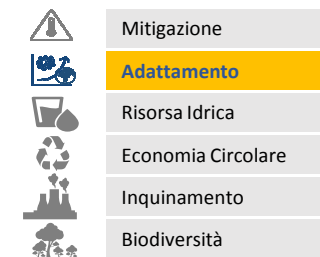 Mitigazione
Adattamento
Risorsa Idrica
Economia Circolare
Inquinamento
Biodiversità